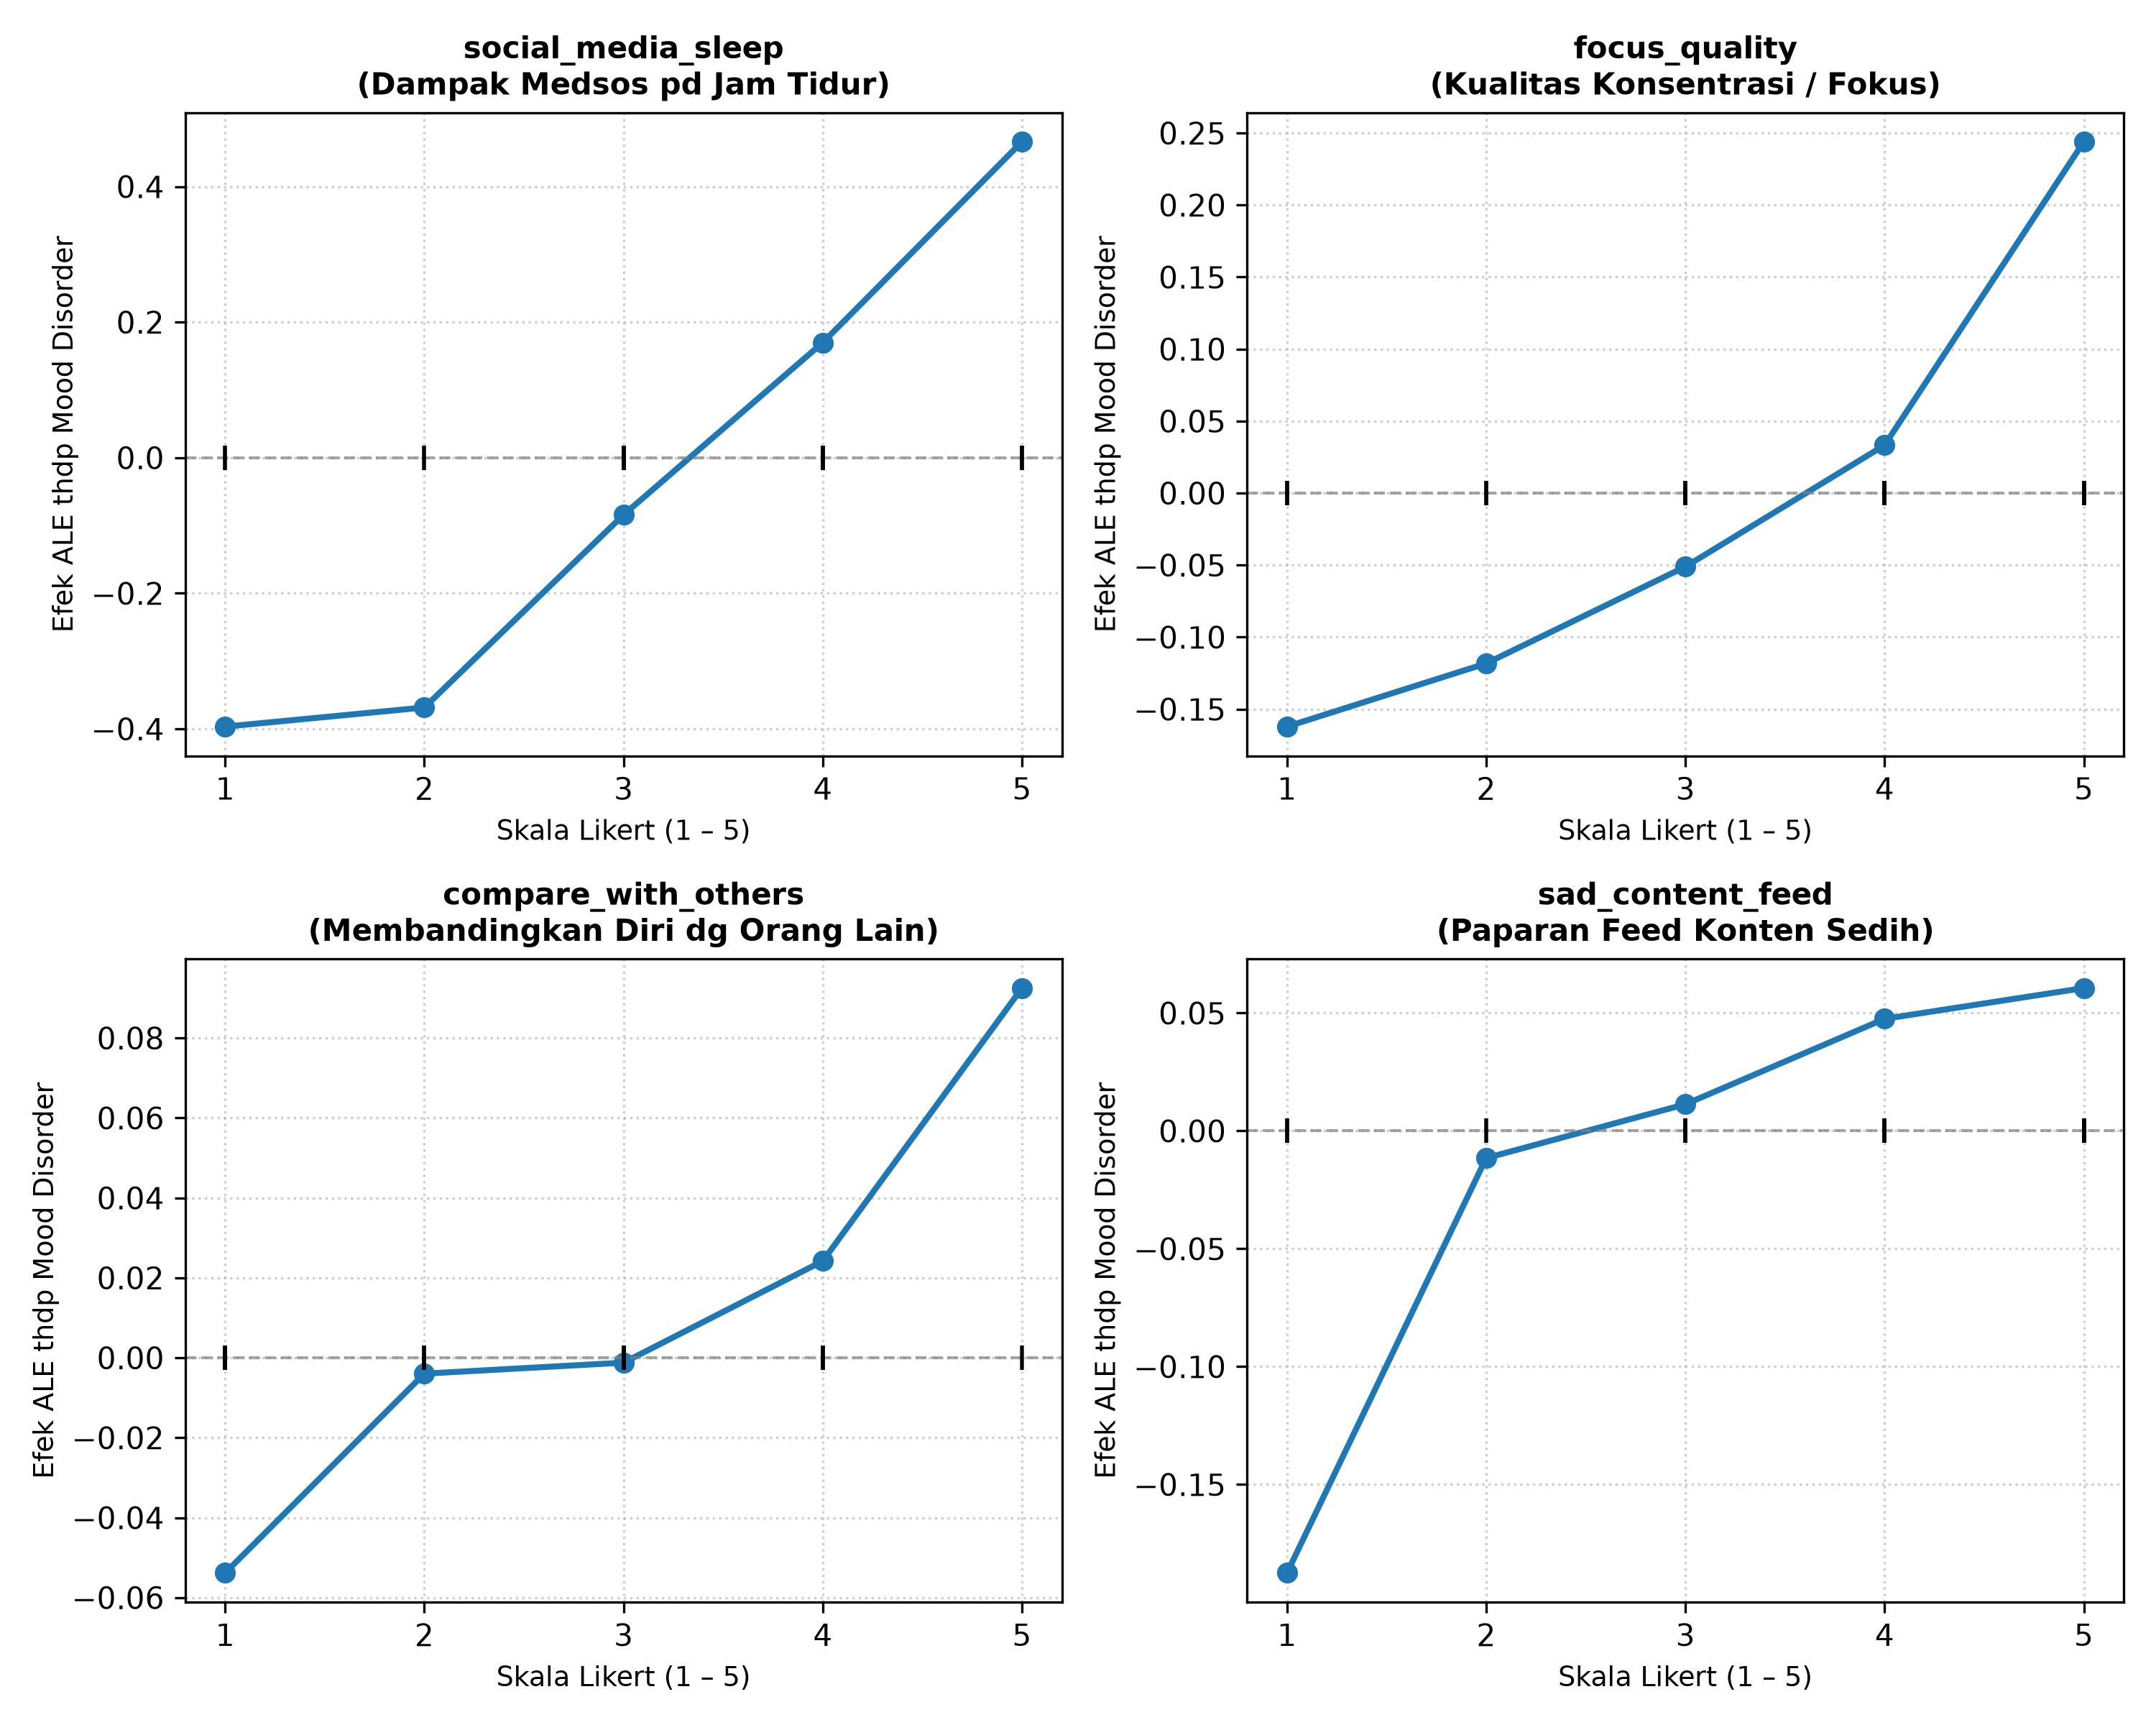 social_media_sleep
(Dampak Medsos pd Jam Tidur)
Efek ALE thdp Mood Disorder
0.4
0.2
0.0
−0.2
−0.4
1 2 3 4 5
Skala Likert (1 – 5)
focus_quality
(Kualitas Konsentrasi / Fokus)
Efek ALE thdp Mood Disorder
0.25
0.20
0.15
0.10
0.05
0.00
−0.05
−0.10
−0.15
1 2 3 4 5
Skala Likert (1 – 5)
compare_with_others
(Membandingkan Diri dg Orang Lain)
Efek ALE thdp Mood Disorder
0.08
0.06
0.04
0.02
0.00
−0.02
−0.04
−0.06
1 2 3 4 5
Skala Likert (1 – 5)
sad_content_feed
(Paparan Feed Konten Sedih)
Efek ALE thdp Mood Disorder
0.05
0.00
−0.05
−0.10
−0.15
1 2 3 4 5
Skala Likert (1 – 5)